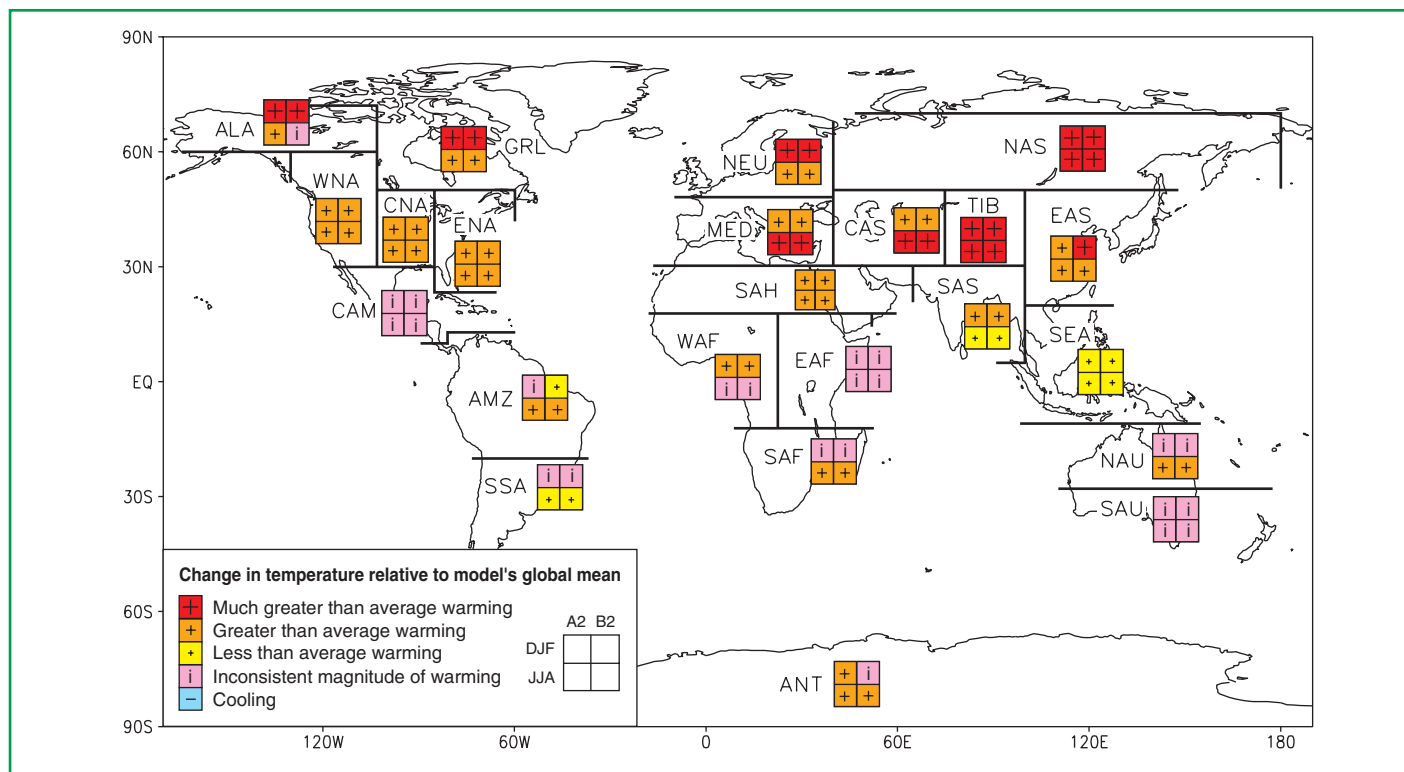 90N
60N
30N
EQ
30S
60S
90S
120W 60W 0 60E 120E 180
ALA
GRL
NEU
NAS
WNA
CNA
ENA
MED
CAS
TIB
EAS
SAH
SAS
CAM
WAF
EAF
SEA
AMZ
SAF
NAU
SSA
SAU
ANT
Change in temperature relative to model's global mean
+ Much greater than average warming
+ Greater than average warming
+ Less than average warming
i Inconsistent magnitude of warming
− Cooling
A2 B2
DJF
JJA